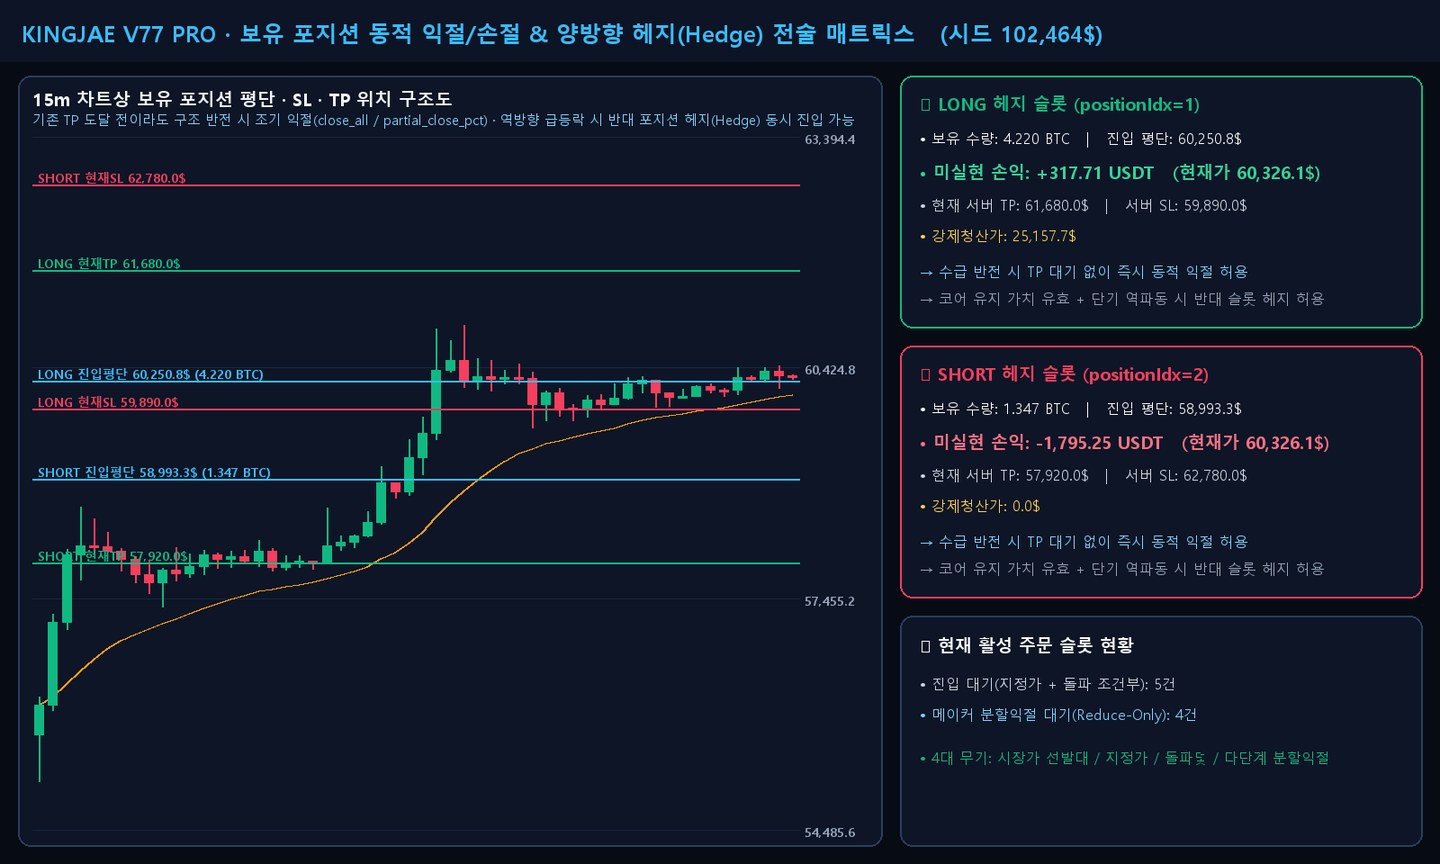 KINGJAE V77 PRO · 보유 포지션 동적 익절/손절 & 양방향 헤지(Hedge) 전술 매트릭스 (시드 102,464$)
15m 차트상 보유 포지션 평단 · SL · TP 위치 구조도
기존 TP 도달 전이라도 구조 반전 시 조기 익절(close_all / partial_close_pct) · 역방향 급등락 시 반대 포지션 헤지(Hedge) 동시 진입 가능
63,394.4
SHORT 현재SL 62,780.0$
LONG 현재TP 61,680.0$
60,424.8
LONG 진입평단 60,250.8$ (4.220 BTC)
LONG 현재SL 59,890.0$
SHORT 진입평단 58,993.3$ (1.347 BTC)
SHORT 현재TP 57,920.0$
57,455.2
54,485.6
LONG 헤지 슬롯 (positionIdx=1)
• 보유 수량: 4.220 BTC | 진입 평단: 60,250.8$
• 미실현 손익: +317.71 USDT (현재가 60,326.1$)
• 현재 서버 TP: 61,680.0$ | 서버 SL: 59,890.0$
• 강제청산가: 25,157.7$
→ 수급 반전 시 TP 대기 없이 즉시 동적 익절 허용
→ 코어 유지 가치 유효 + 단기 역파동 시 반대 슬롯 헤지 허용
SHORT 헤지 슬롯 (positionIdx=2)
• 보유 수량: 1.347 BTC | 진입 평단: 58,993.3$
• 미실현 손익: -1,795.25 USDT (현재가 60,326.1$)
• 현재 서버 TP: 57,920.0$ | 서버 SL: 62,780.0$
• 강제청산가: 0.0$
→ 수급 반전 시 TP 대기 없이 즉시 동적 익절 허용
→ 코어 유지 가치 유효 + 단기 역파동 시 반대 슬롯 헤지 허용
현재 활성 주문 슬롯 현황
• 진입 대기(지정가 + 돌파 조건부): 5건
• 메이커 분할익절 대기(Reduce-Only): 4건
• 4대 무기: 시장가 선발대 / 지정가 / 돌파덫 / 다단계 분할익절